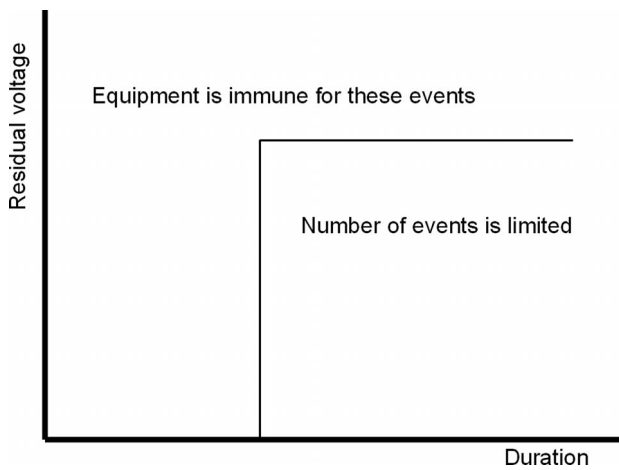 Residual voltage
Equipment is immune for these events
Number of events is limited
Duration